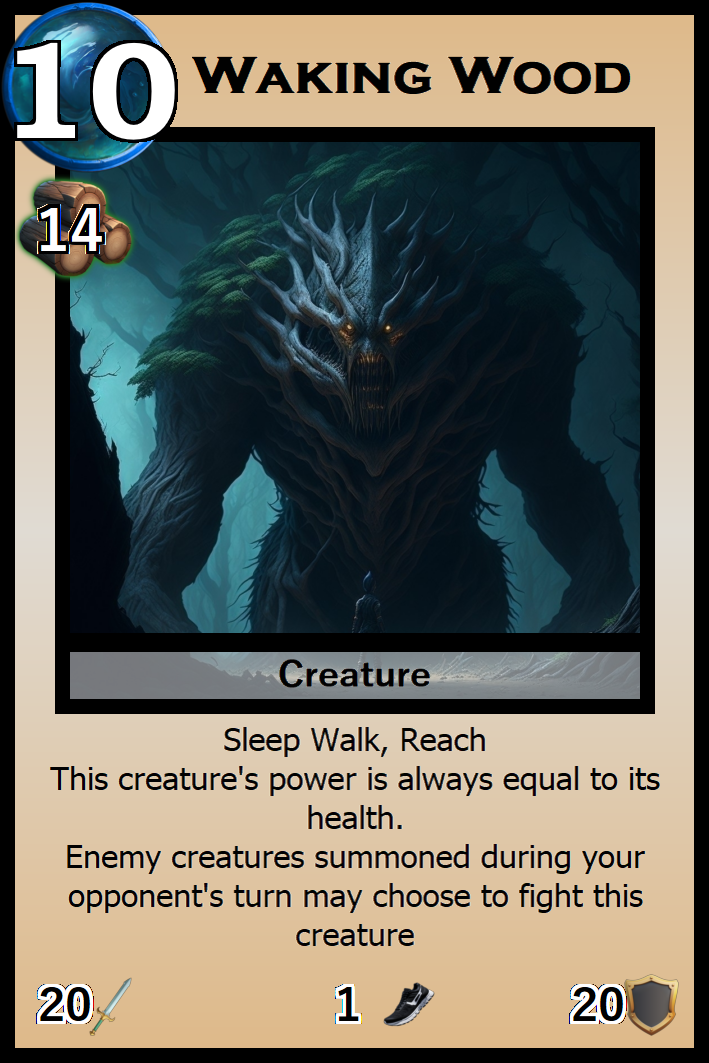 10
Waking Wood
14
Creature
Sleep Walk, Reach
This creature's power is always equal to its
health.
Enemy creatures summoned during your
opponent's turn may choose to fight this
creature
20
1
20